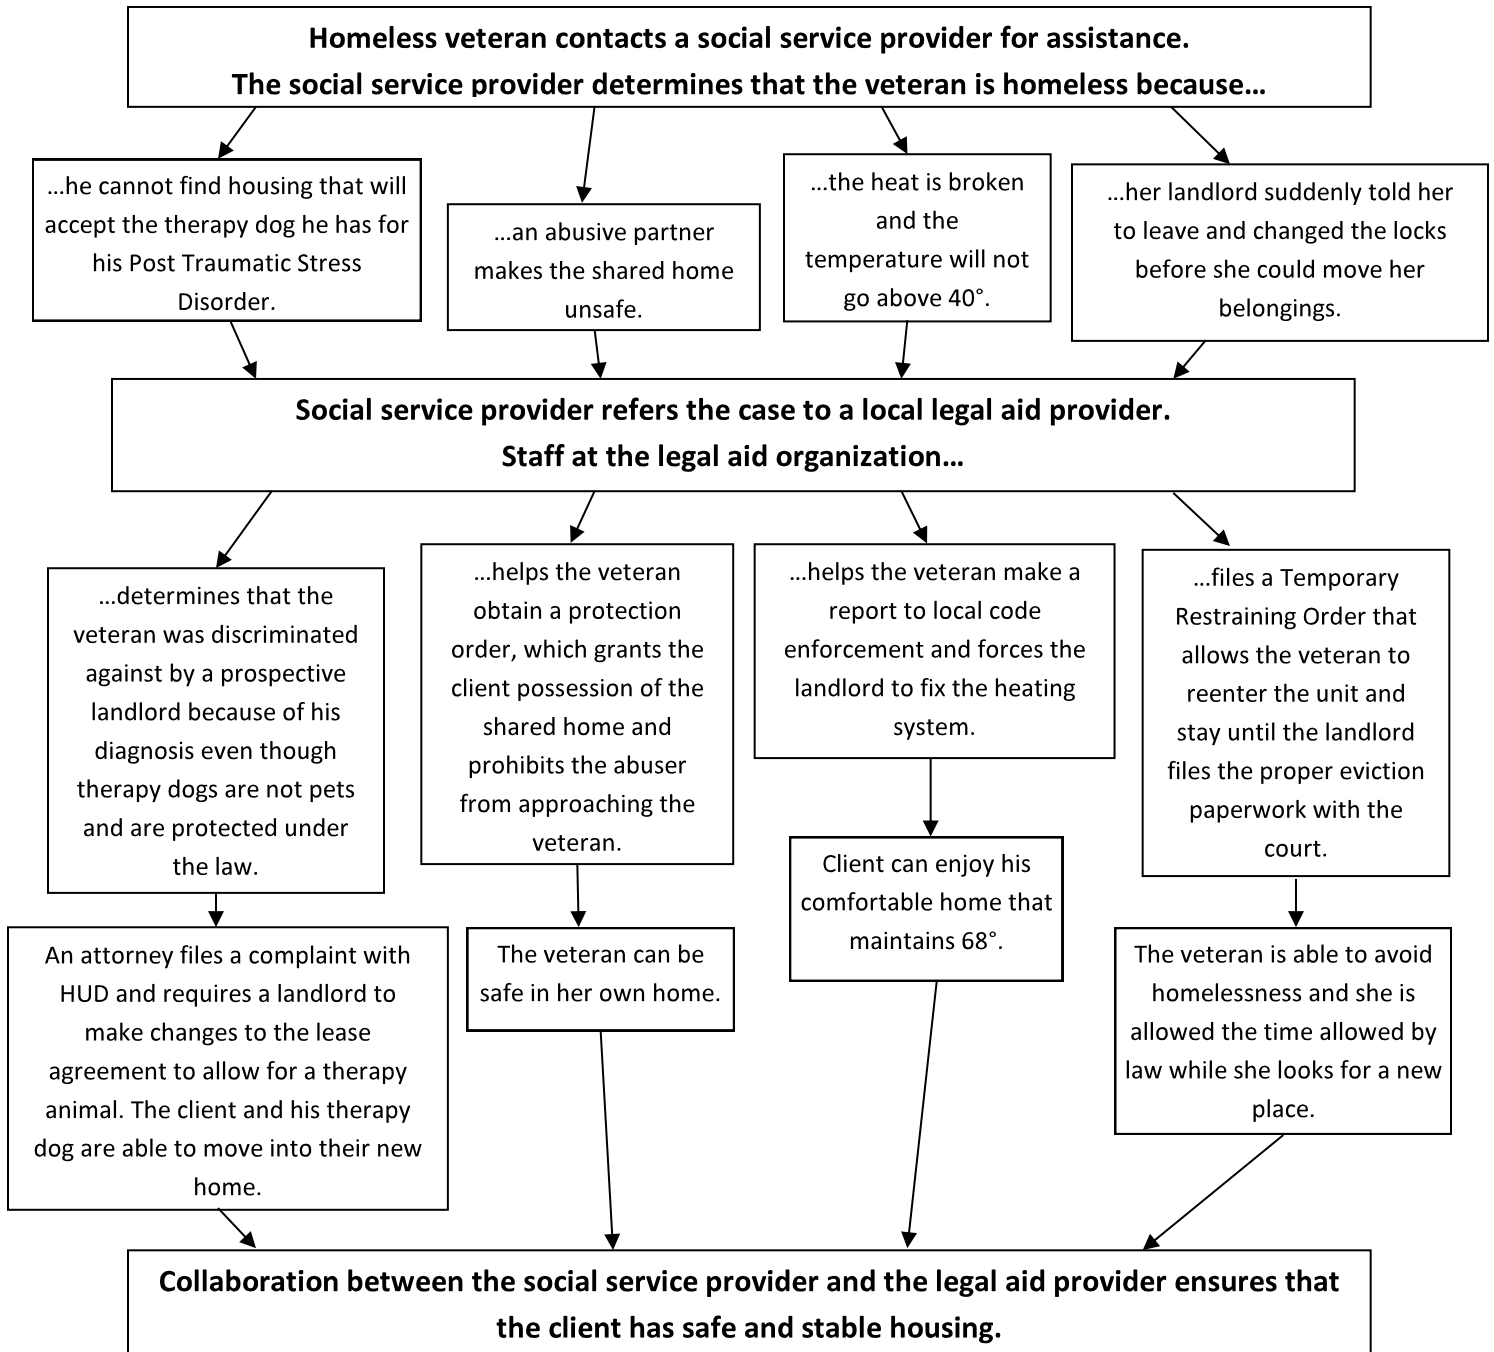 Homeless veteran contacts a social service provider for assistance.
The social service provider determines that the veteran is homeless because…
…he cannot find housing that will
accept the therapy dog he has for
his Post Traumatic Stress
Disorder.
…an abusive partner
makes the shared home
unsafe.
…the heat is broken
and the
temperature will not
go above 40°.
…her landlord suddenly told her
to leave and changed the locks
before she could move her
belongings.
Social service provider refers the case to a local legal aid provider.
Staff at the legal aid organization…
…determines that the
veteran was discriminated
against by a prospective
landlord because of his
diagnosis even though
therapy dogs are not pets
and are protected under
the law.
…helps the veteran
obtain a protection
order, which grants the
client possession of the
shared home and
prohibits the abuser
from approaching the
veteran.
…helps the veteran make a
report to local code
enforcement and forces the
landlord to fix the heating
system.
…files a Temporary
Restraining Order that
allows the veteran to
reenter the unit and
stay until the landlord
files the proper eviction
paperwork with the
court.
An attorney files a complaint with
HUD and requires a landlord to
make changes to the lease
agreement to allow for a therapy
animal. The client and his therapy
dog are able to move into their new
home.
The veteran can be
safe in her own home.
Client can enjoy his
comfortable home that
maintains 68°.
The veteran is able to avoid
homelessness and she is
allowed the time allowed by
law while she looks for a new
place.
Collaboration between the social service provider and the legal aid provider ensures that
the client has safe and stable housing.